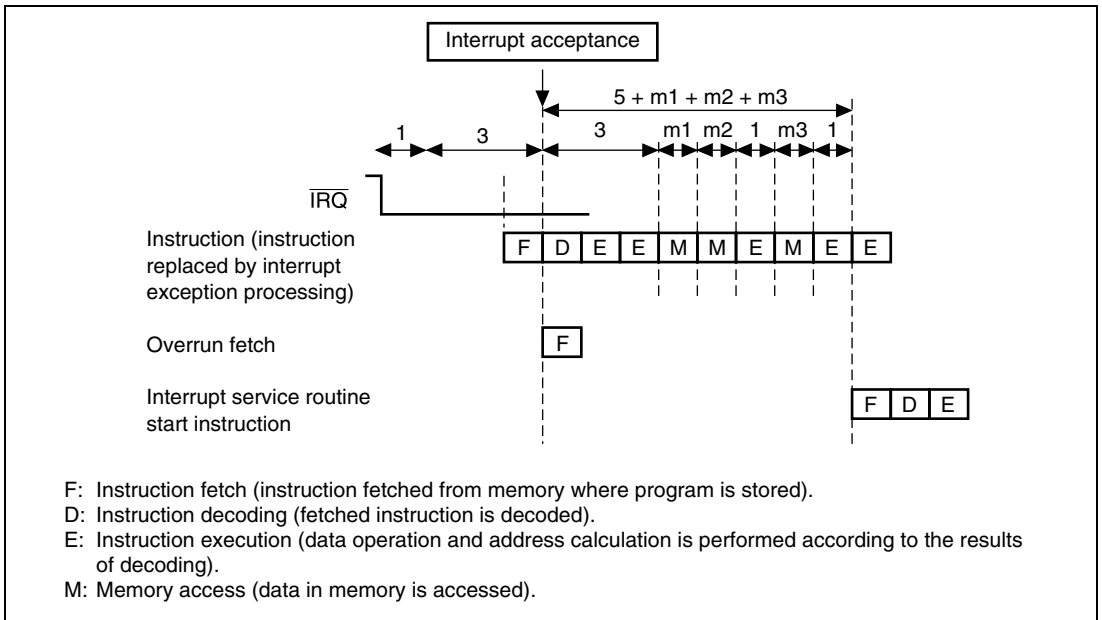 Interrupt acceptance
5 + m1 + m2 + m3
1 3 3 m1 m2 1 m3 1
IRQ
Instruction (instruction
replaced by interrupt
exception processing)
F D E E M M E M E E
Overrun fetch
F
Interrupt service routine
start instruction
F D E
F: Instruction fetch (instruction fetched from memory where program is stored).
D: Instruction decoding (fetched instruction is decoded).
E: Instruction execution (data operation and address calculation is performed according to the results
of decoding).
M: Memory access (data in memory is accessed).